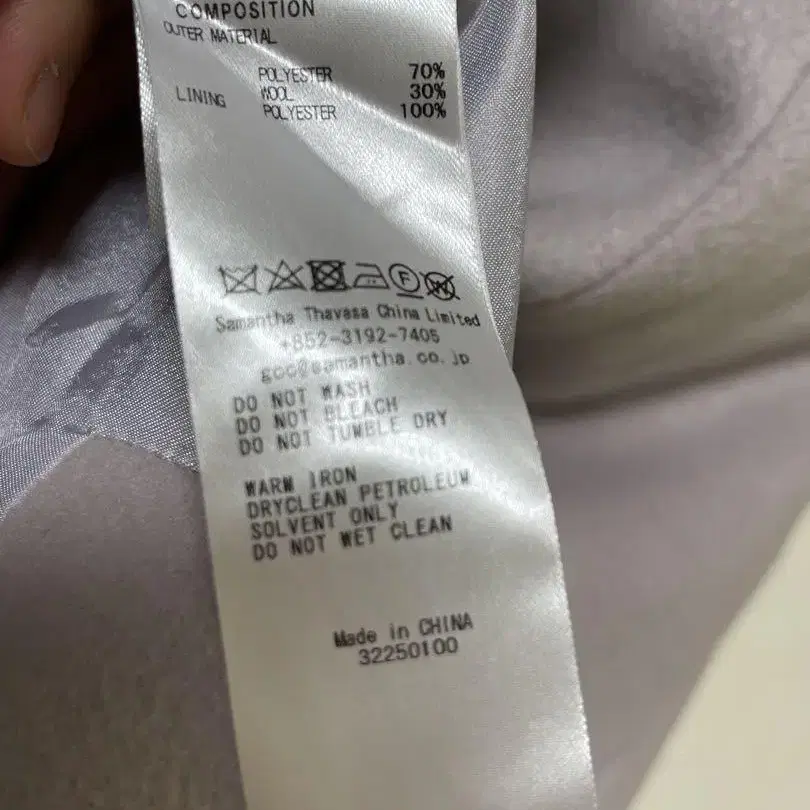 COMPOSITION
OUTER MATERIAL
POLYESTER 70%
WOOL 30%
LINING POLYESTER 100%
F W
Samantha Thavasa China Limited
+852-3192-7405
gcc@samantha.co.jp
DO NOT WASH
DO NOT BLEACH
DO NOT TUMBLE DRY
WARM IRON
DRYCLEAN PETROLEUM
SOLVENT ONLY
DO NOT WET CLEAN
Made in CHINA
32250100